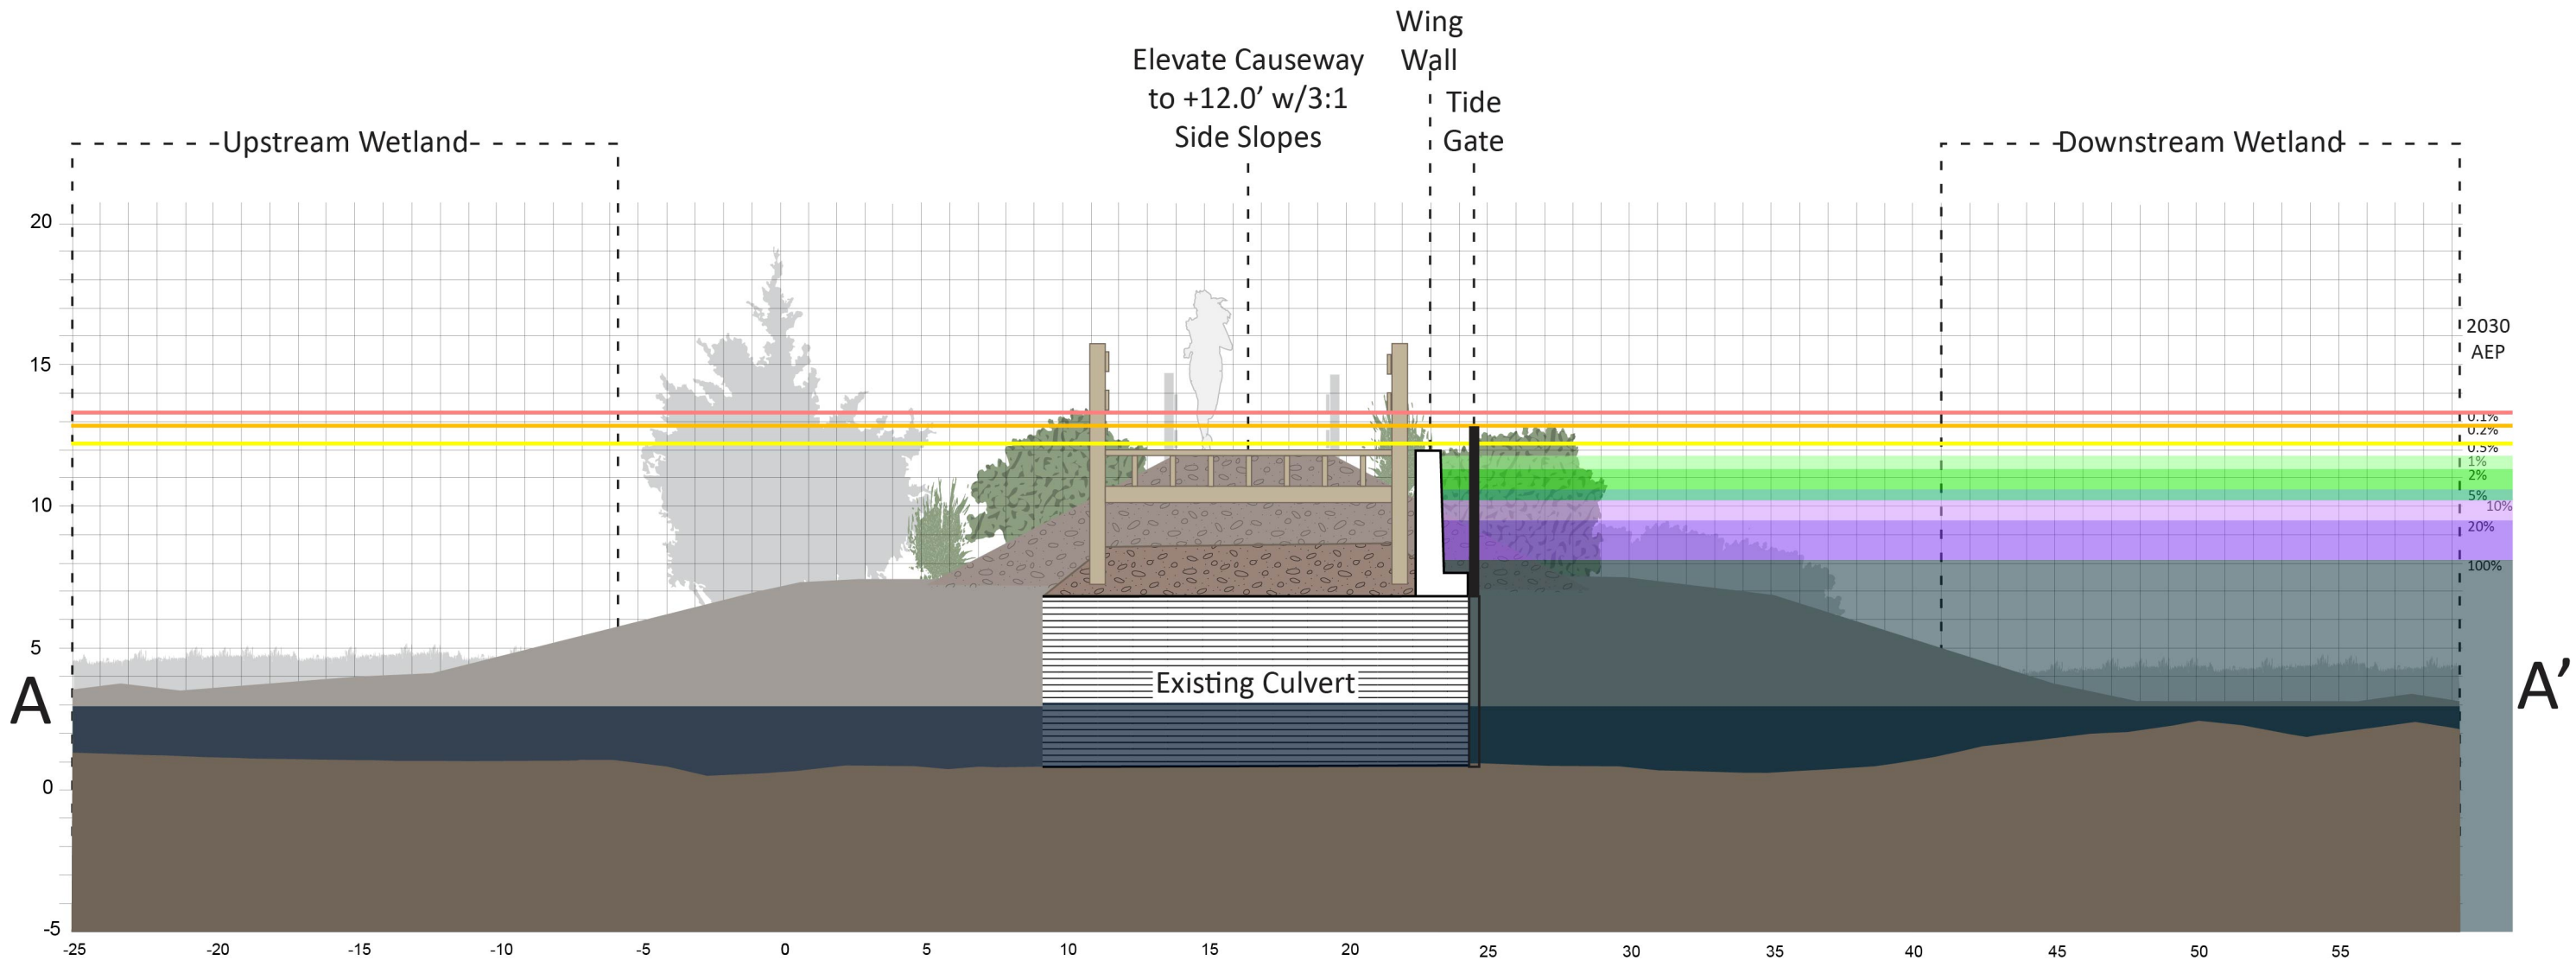 Wing
Wall
Elevate Causeway
to +12.0’ w/3:1
Side Slopes
Tide
Gate
Upstream Wetland
Downstream Wetland
20
15
10
5
0
-5
2030
AEP
0.1%
0.2%
0.5%
1%
2%
5%
10%
20%
100%
A
Existing Culvert
A’
-25 -20 -15 -10 -5 0 5 10 15 20 25 30 35 40 45 50 55